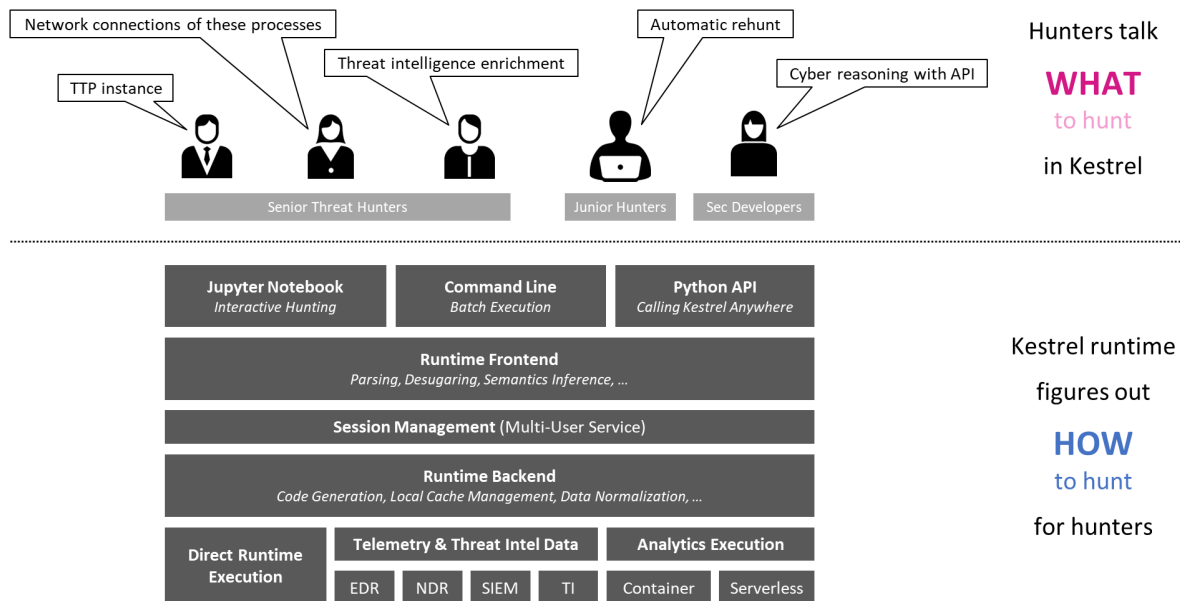 Network connections of these processes
Automatic rehunt
Threat intelligence enrichment
Cyber reasoning with API
TTP instance
Senior Threat Hunters
Junior Hunters
Sec Developers
Hunters talk
WHAT
to hunt
in Kestrel
Jupyter Notebook
Interactive Hunting
Command Line
Batch Execution
Python API
Calling Kestrel Anywhere
Runtime Frontend
Parsing, Desugaring, Semantics Inference, ...
Session Management (Multi-User Service)
Runtime Backend
Code Generation, Local Cache Management, Data Normalization, ...
Direct Runtime
Execution
Telemetry & Threat Intel Data
EDR
NDR
SIEM
TI
Analytics Execution
Container
Serverless
Kestrel runtime
figures out
HOW
to hunt
for hunters